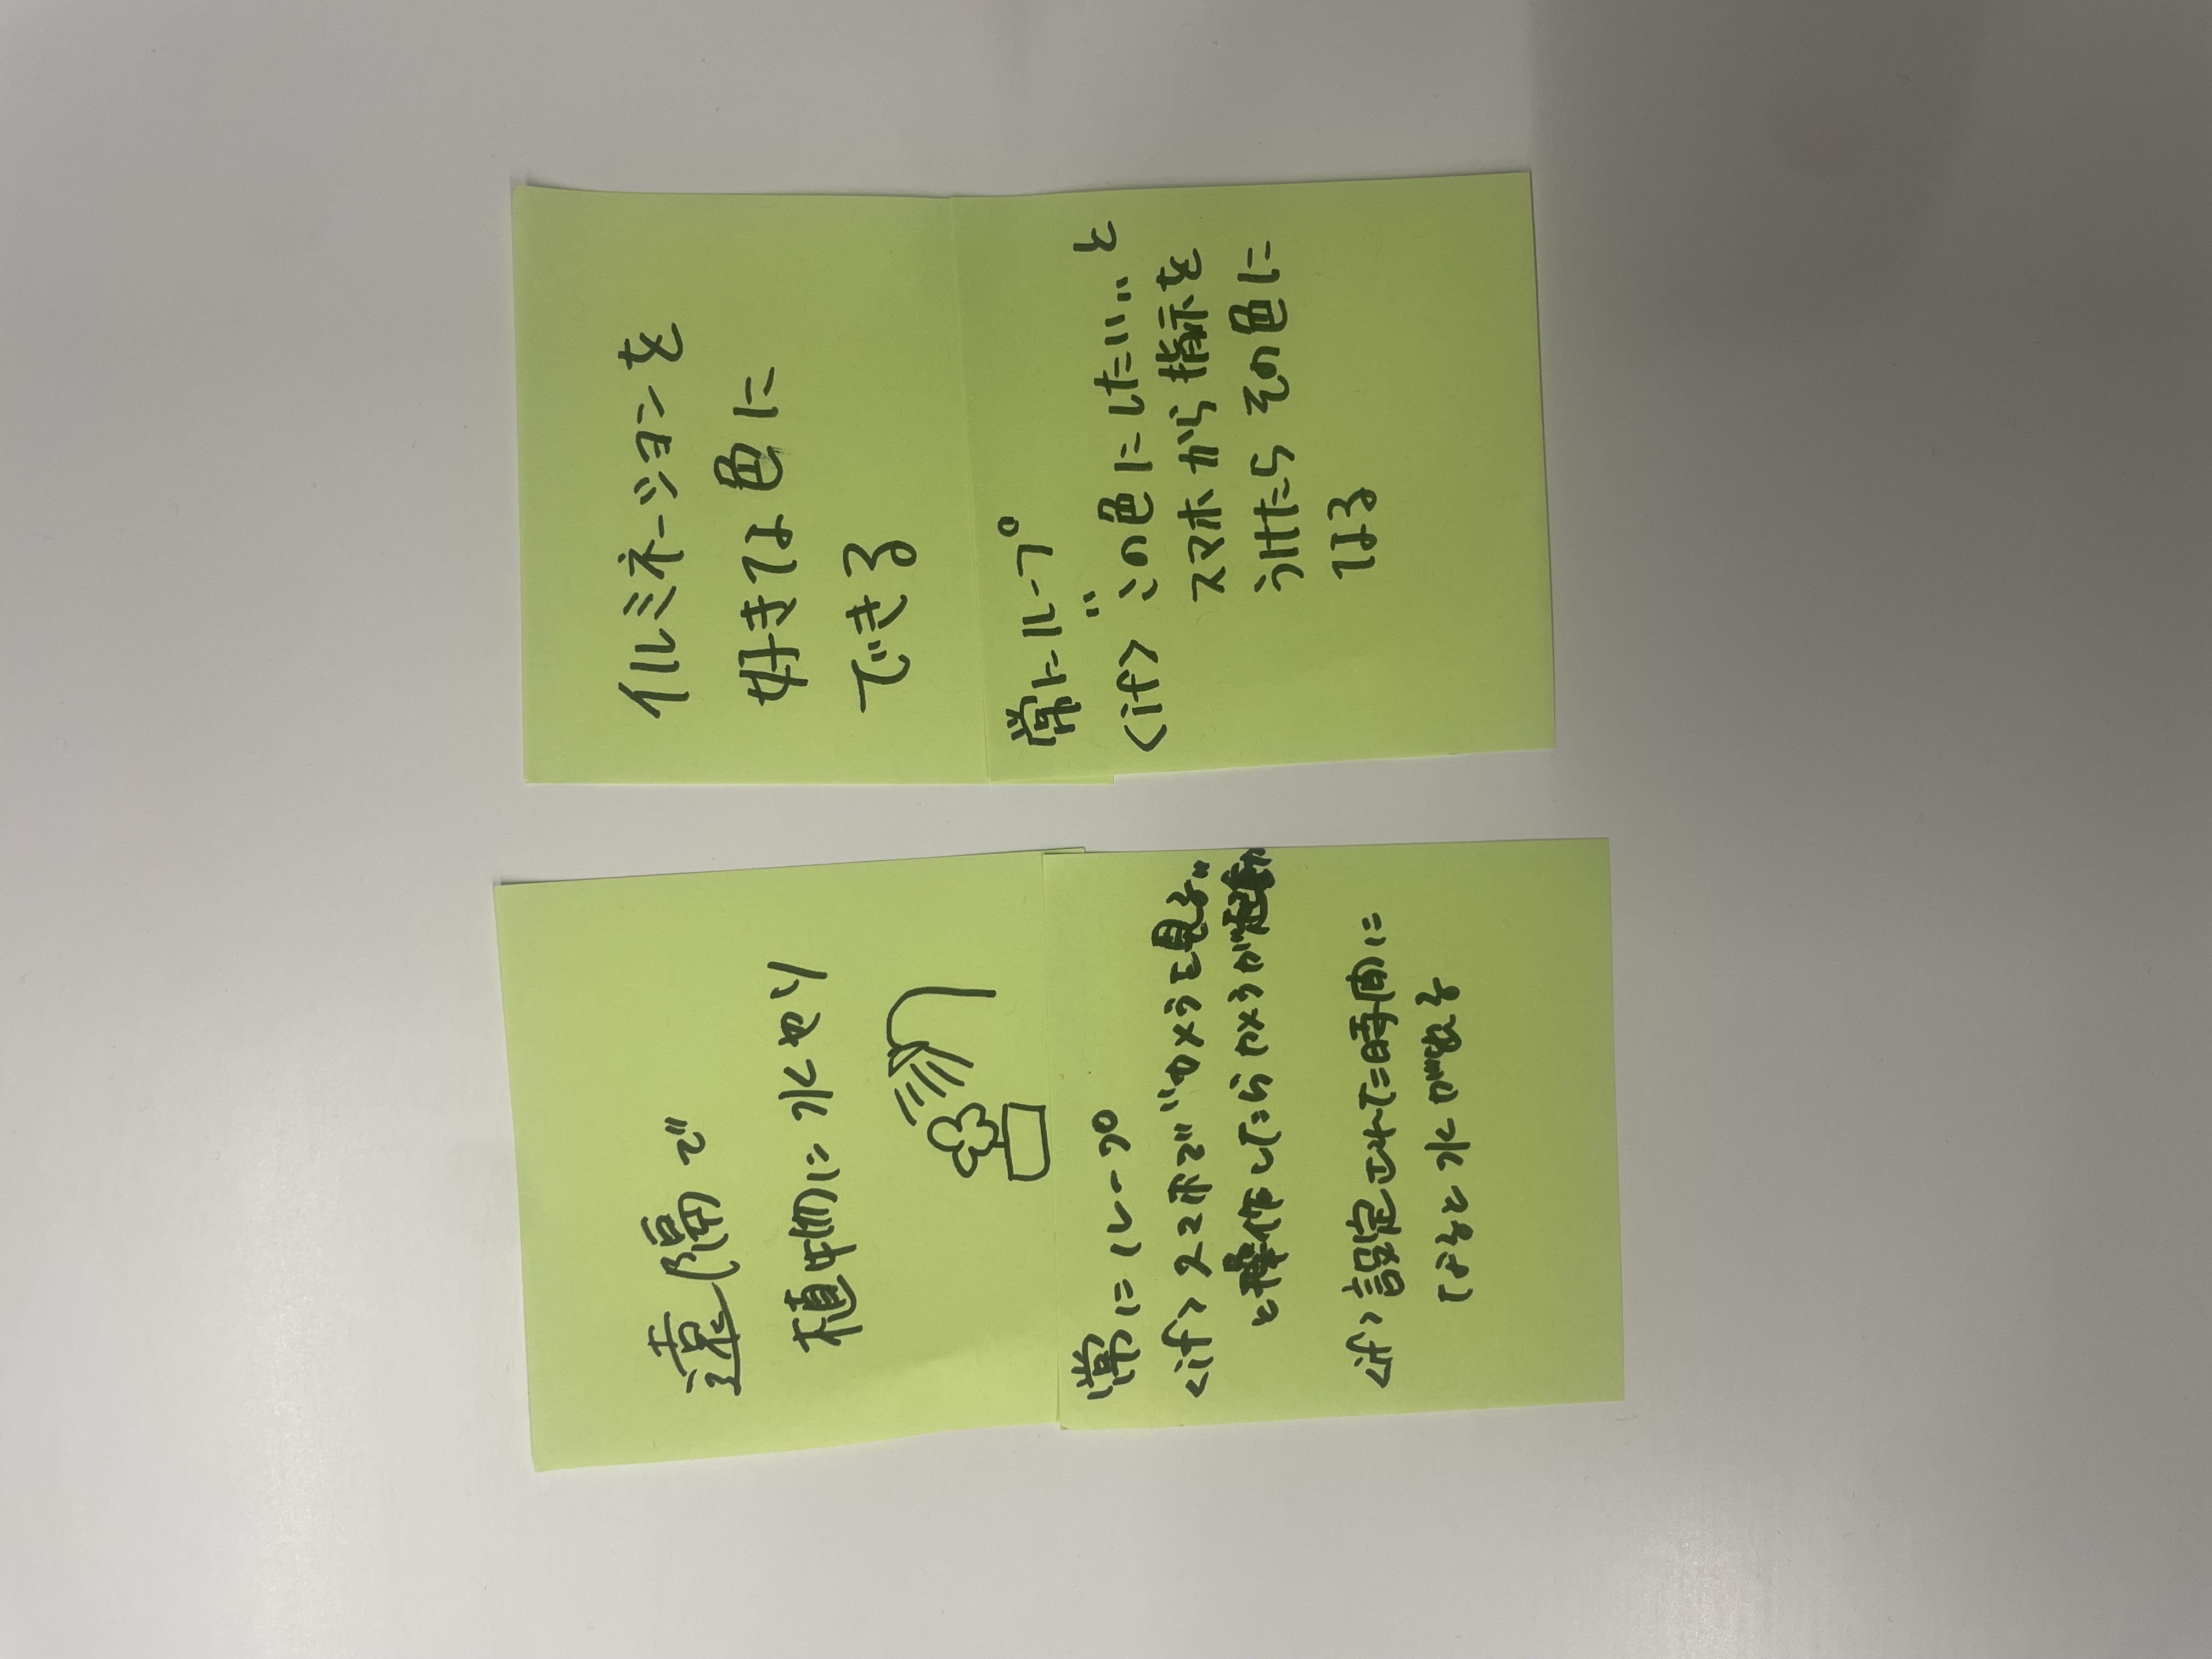 遠隔で
植物に水やり
常にループ
<if> スマホで"カメラを見る"
と操作したらカメラが起動
<if> 設定された時間に
なると水が出る
イルミネーションを
好きな色に
できる
常にループ
<if> "この色にしたい"と
スマホから指示を
うけたら その色に
なる